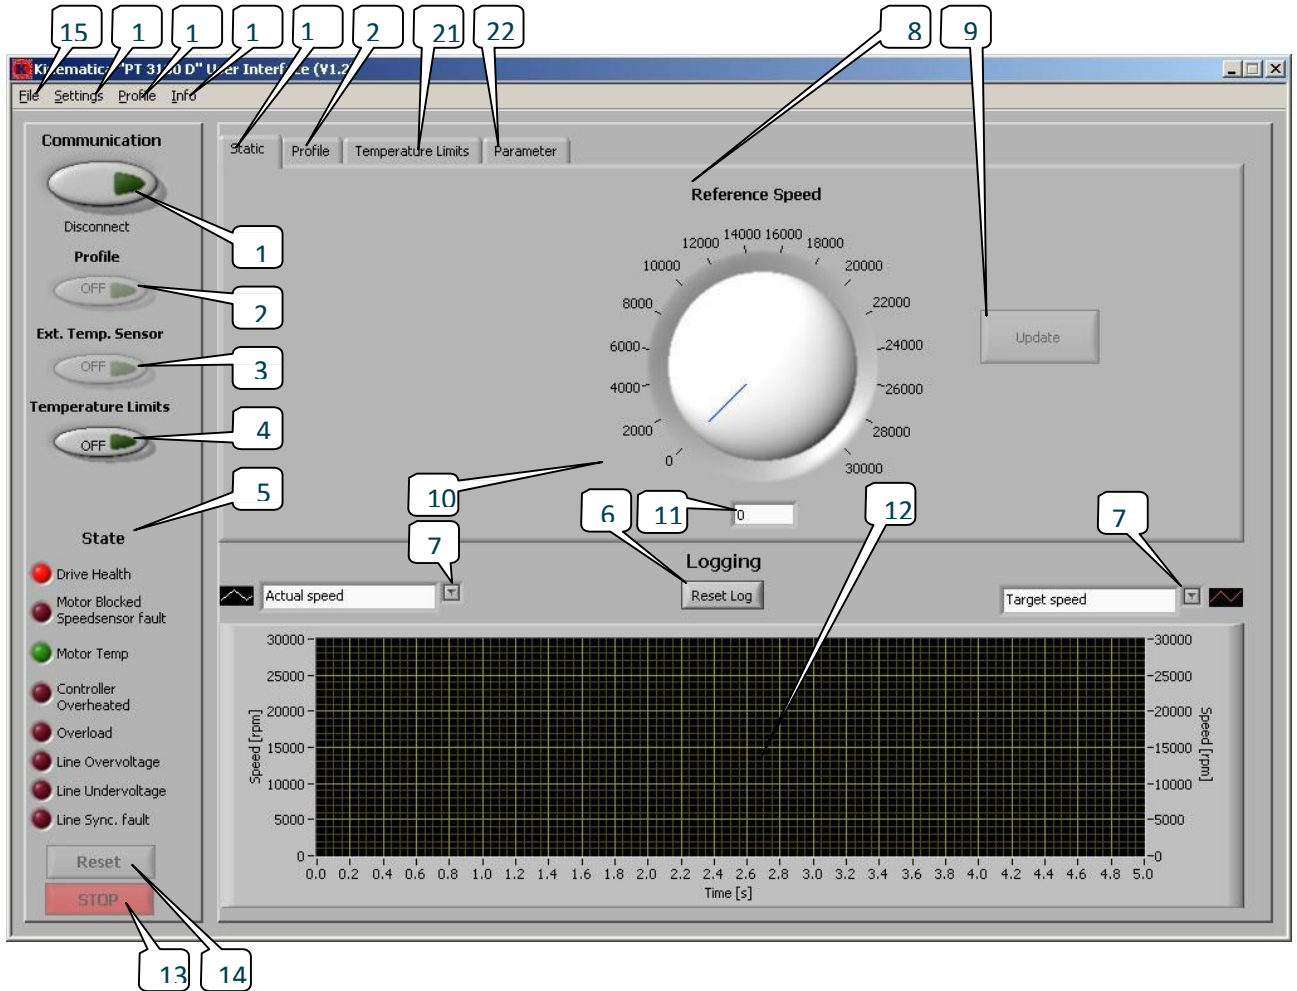 15 1 1 1 1 2 21 22 8 9
Kinematica "PT 3100 D" User Interface (V1.2
File Settings Profile Info
Communication
Disconnect
1
Profile
OFF
2
Ext. Temp. Sensor
OFF
3
Temperature Limits
OFF
4
5
State
Drive Health
Motor Blocked
Speedsensor fault
Motor Temp
Controller
Overheated
Overload
Line Overvoltage
Line Undervoltage
Line Sync. fault
Reset
STOP
13 14
Static Profile Temperature Limits Parameter
Reference Speed
0 2000 4000 6000 8000 10000 12000 14000 16000 18000 20000 22000 24000 26000 28000 30000
Update
10
11
0
12
6
7
7
Logging
Actual speed
Reset Log
Target speed
30000
25000
20000
15000
10000
5000
0
Speed [rpm]
30000
25000
20000
15000
10000
5000
0
Speed [rpm]
0.0 0.2 0.4 0.6 0.8 1.0 1.2 1.4 1.6 1.8 2.0 2.2 2.4 2.6 2.8 3.0 3.2 3.4 3.6 3.8 4.0 4.2 4.4 4.6 4.8 5.0
Time [s]